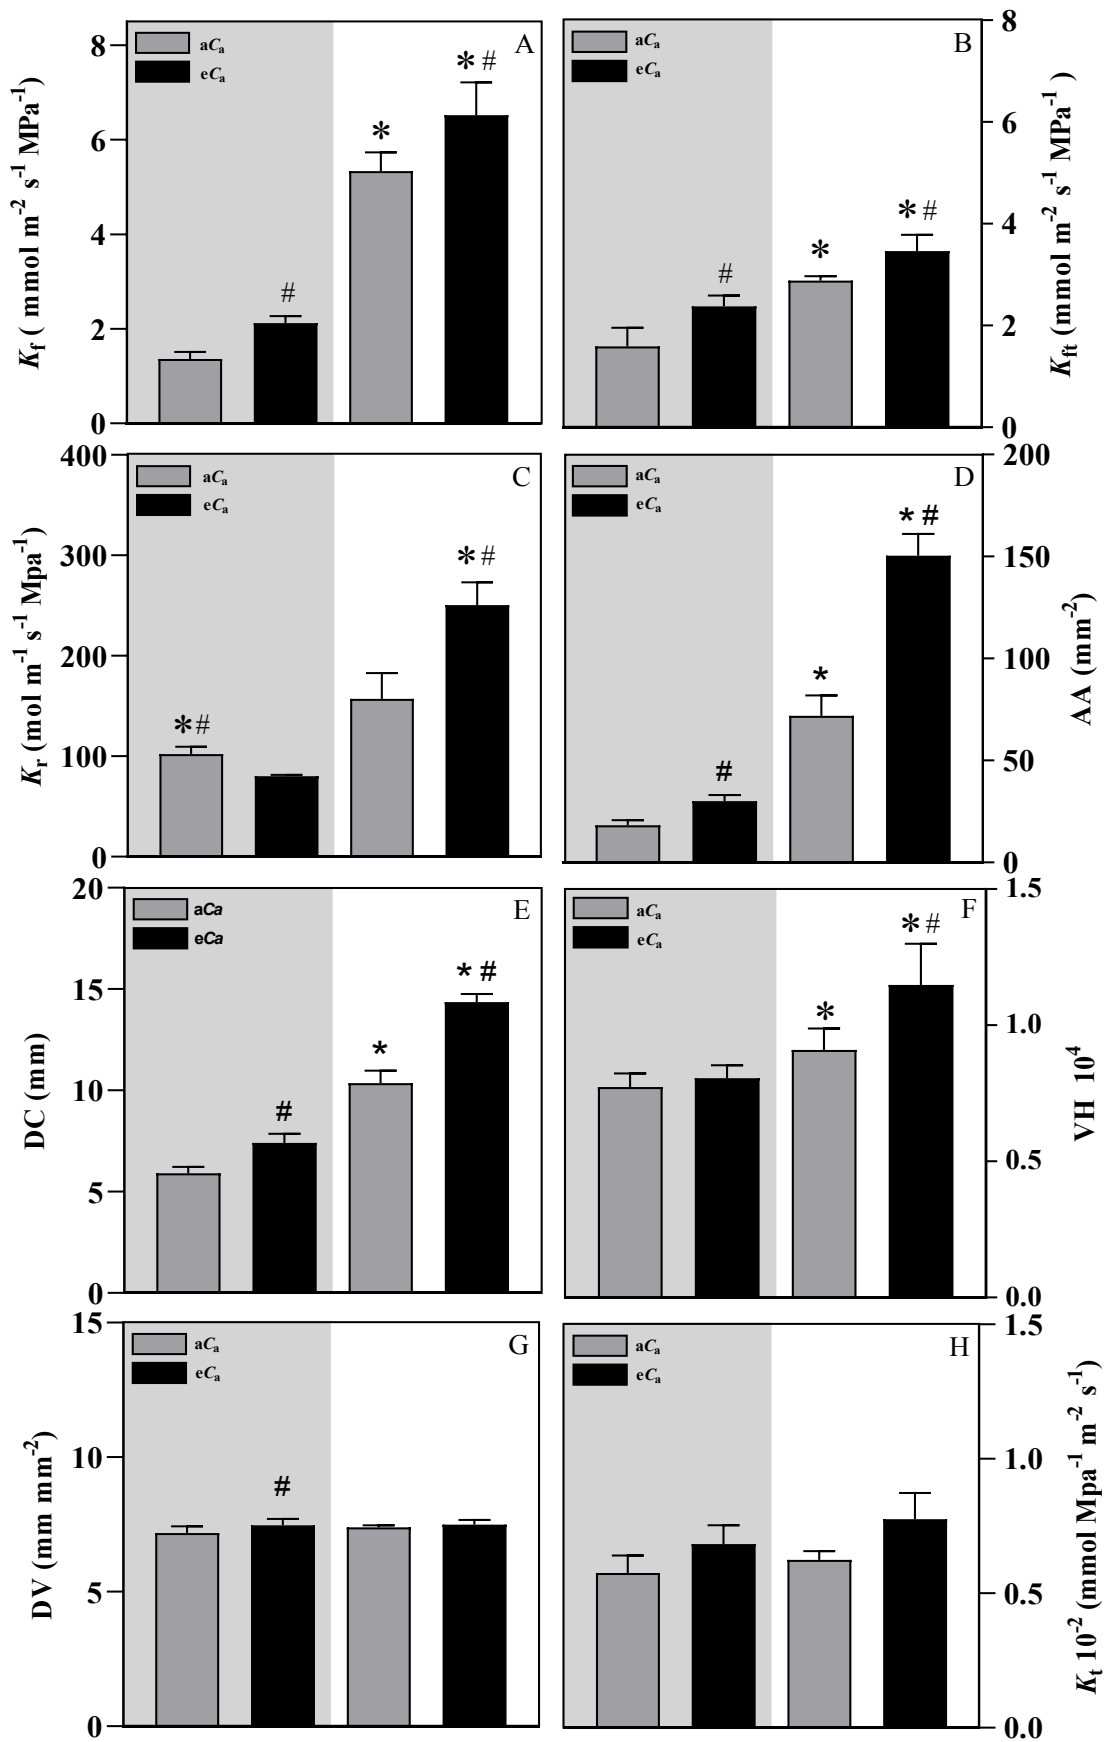 A
aCa
eCa
8
6
4
2
0
Kf ( mmol m-2 s-1 MPa-1)
#
*
* #
B
aCa
eCa
8
6
4
2
0
Kft (mmol m-2 s-1 MPa-1)
#
*
* #
C
aCa
eCa
400
300
200
100
0
Kr (mol m-1 s-1 Mpa-1)
*#
*#
D
aCa
eCa
200
150
100
50
0
AA (mm-2)
#
*
* #
E
aCa
eCa
20
15
10
5
0
DC (mm)
#
*
* #
F
aCa
eCa
1.5
1.0
0.5
0.0
VH 104
*
*#
G
aCa
eCa
15
10
5
0
DV (mm mm-2)
#
H
aCa
eCa
1.5
1.0
0.5
0.0
Kt 10-2 (mmol Mpa-1 m-2 s-1)